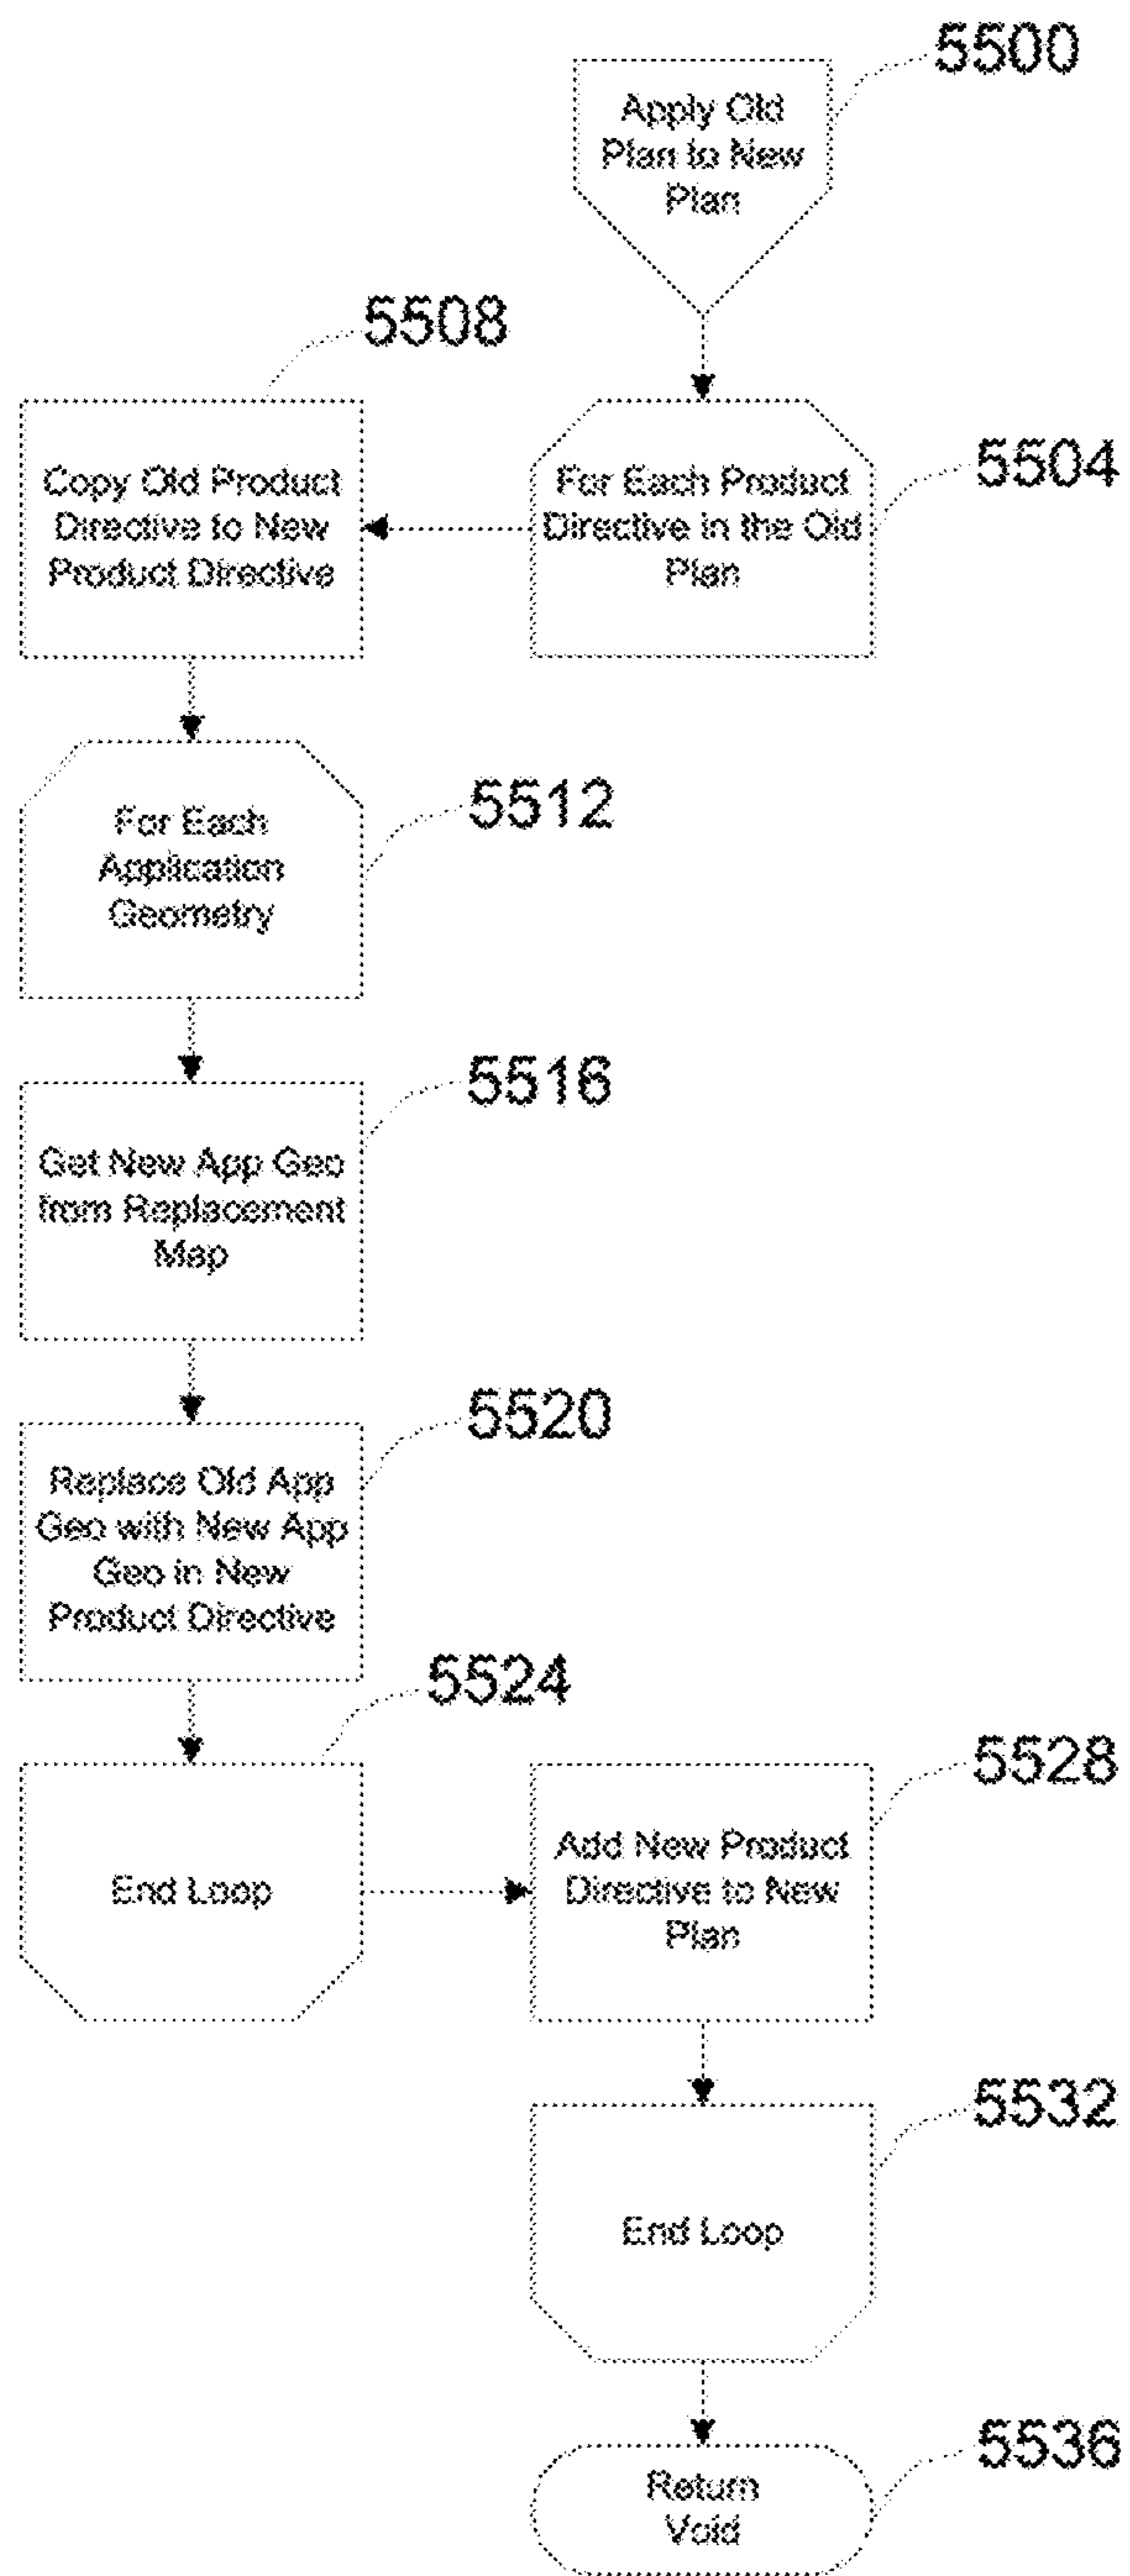 5500
Apply Old
Plan to New
Plan
5508
5504
Copy Old Product
Directive to New
Product Directive
For Each Product
Directive in the Old
Plan
5512
For Each
Application
Geometry
5516
Get New App Geo
from Replacement
Map
5520
Replace Old App
Geo with New App
Geo in New
Product Directive
5524
End Loop
5528
Add New Product
Directive to New
Plan
5532
End Loop
5536
Return
Void